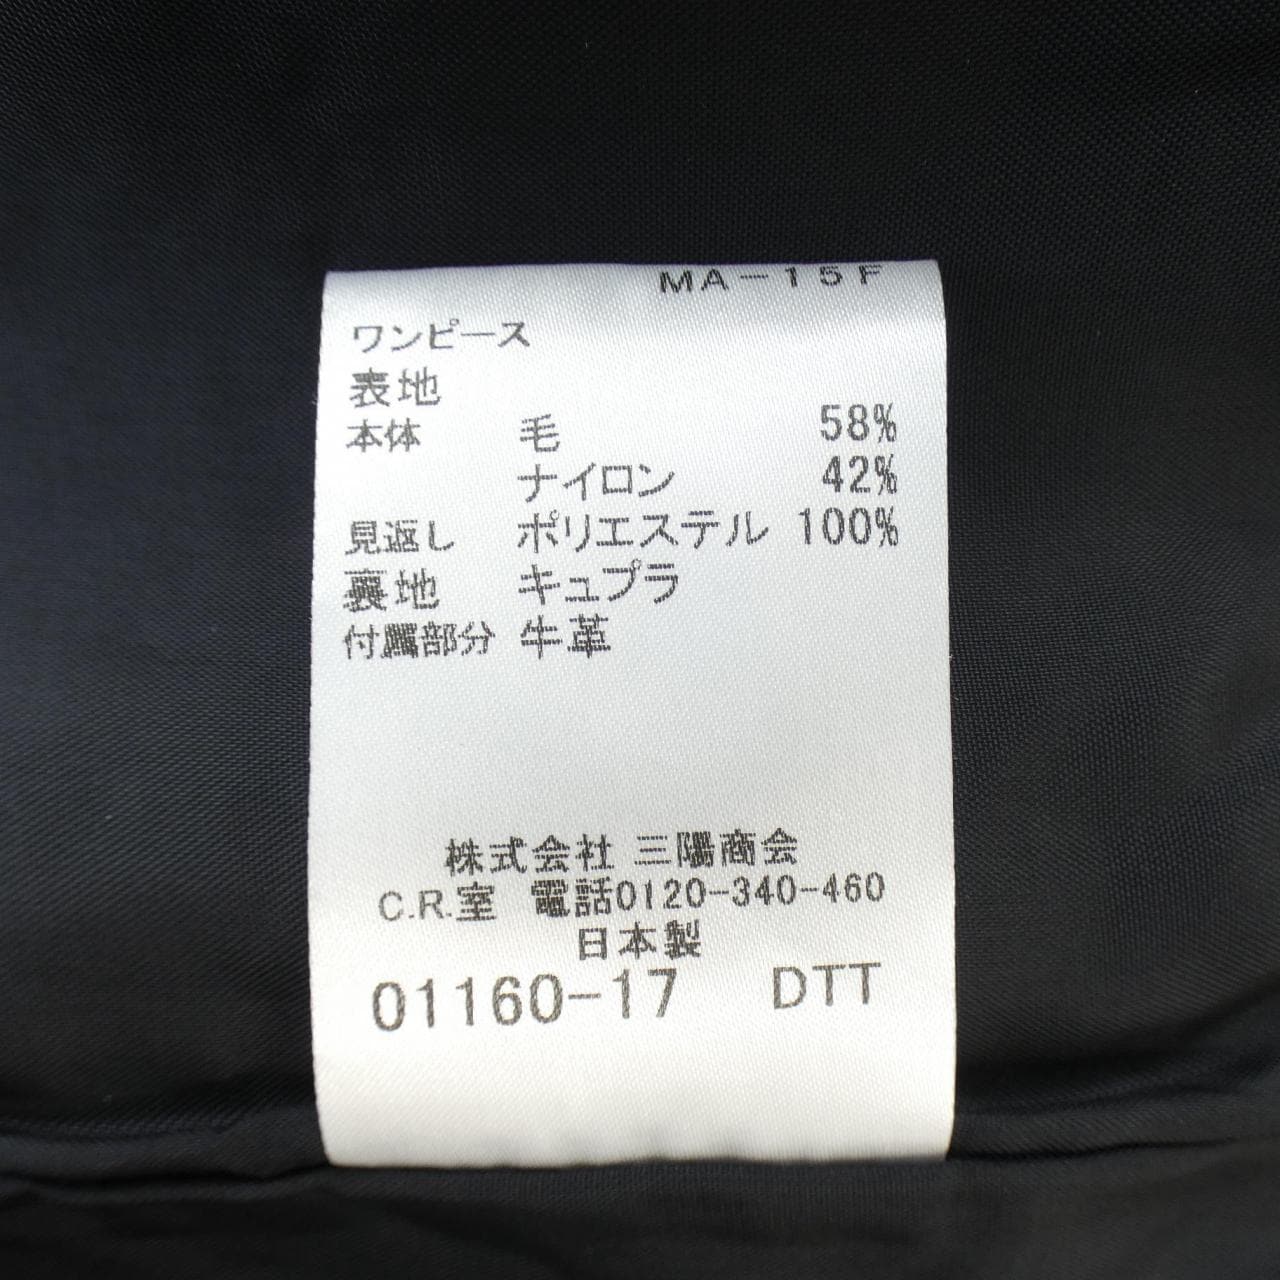 MA-15F
ワンピース
表地
本体 毛 58%
ナイロン 42%
見返し ポリエステル 100%
裏地 キュプラ
付属部分 牛革
株式会社 三陽商会
C.R.室 電話0120-340-460
日本製
01160-17 DTT